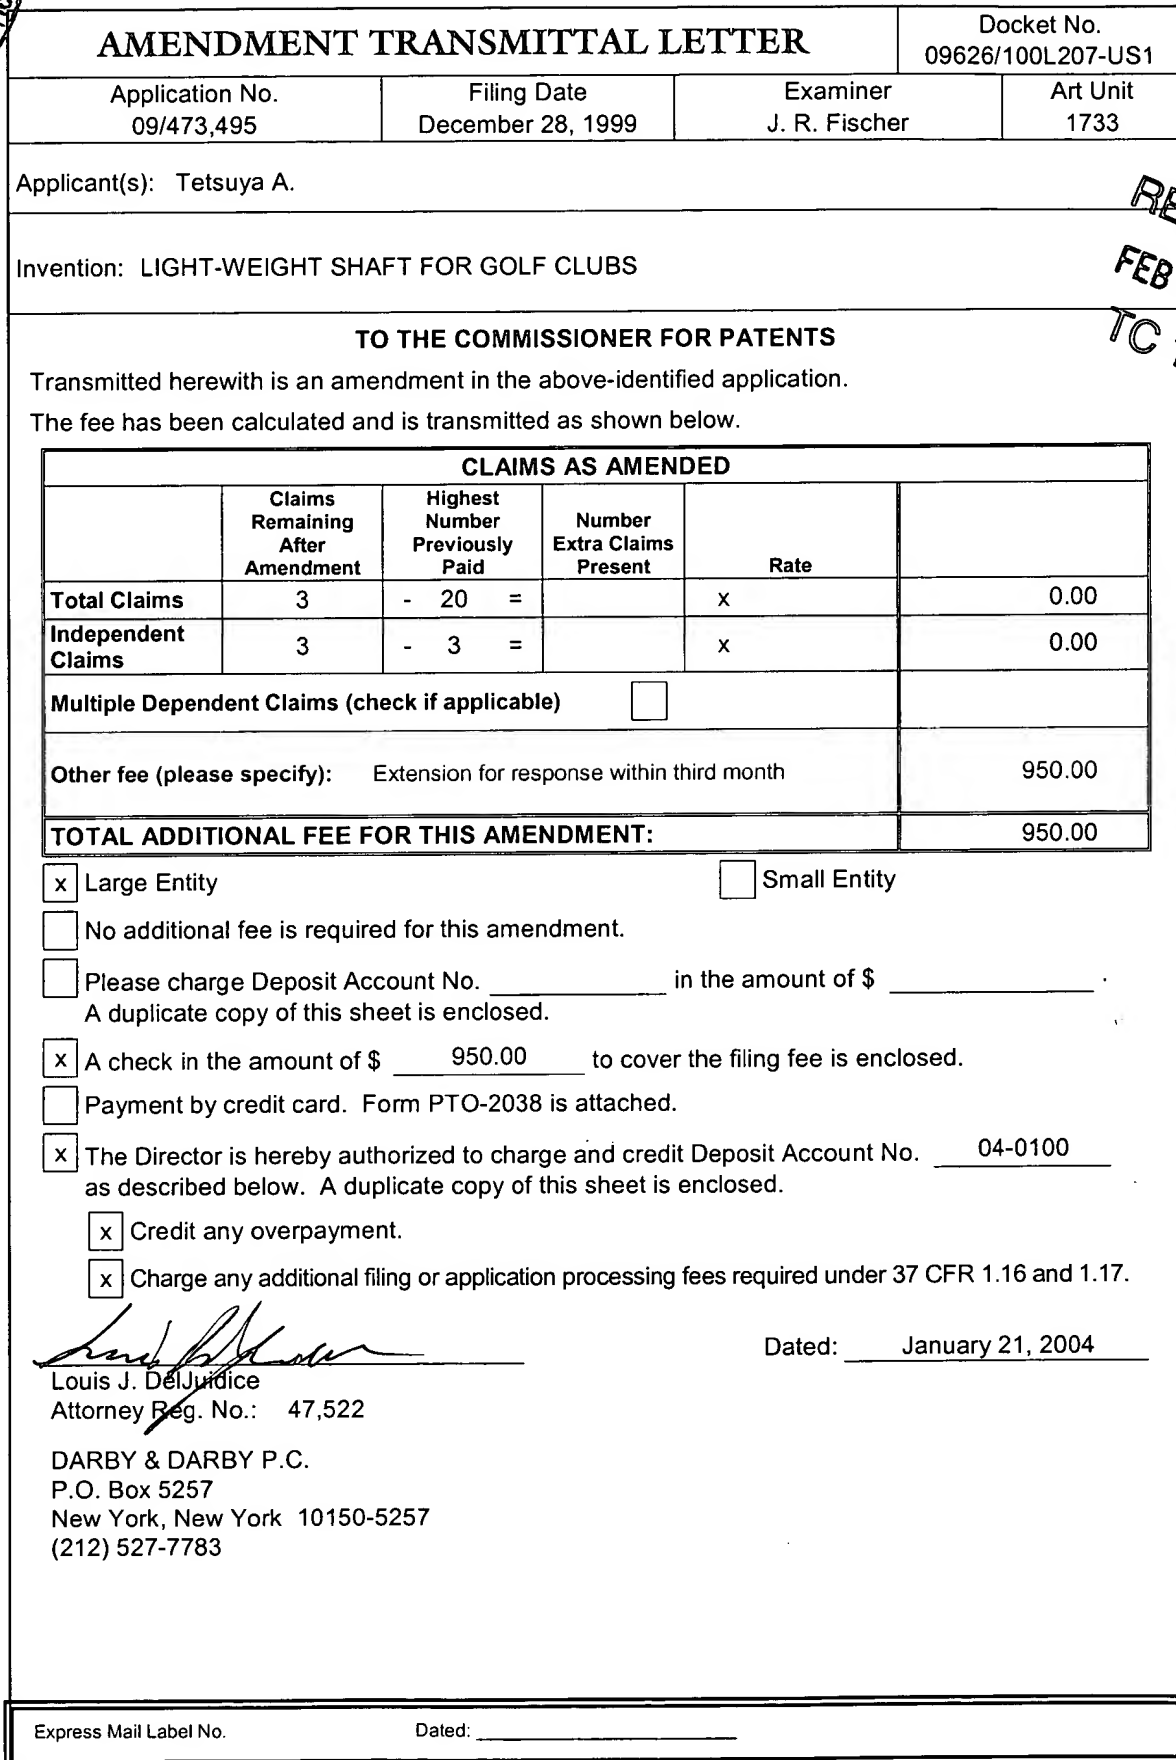 AMENDMENT TRANSMITTAL LETTER
Docket No.
09626/100L207-US1
Application No.
09/473,495
Filing Date
December 28, 1999
Examiner
J. R. Fischer
Art Unit
1733
Applicant(s): Tetsuya A.
Invention: LIGHT-WEIGHT SHAFT FOR GOLF CLUBS
FEB
TC
TO THE COMMISSIONER FOR PATENTS
Transmitted herewith is an amendment in the above-identified application.
The fee has been calculated and is transmitted as shown below.
CLAIMS AS AMENDED
Claims
Remaining
After
Amendment
Highest
Number
Previously
Paid
Number
Extra Claims
Present
Rate
Total Claims 3 - 20 = x 0.00
Independent
Claims 3 - 3 = x 0.00
Multiple Dependent Claims (check if applicable)
Other fee (please specify): Extension for response within third month 950.00
TOTAL ADDITIONAL FEE FOR THIS AMENDMENT: 950.00
x Large Entity Small Entity
No additional fee is required for this amendment.
Please charge Deposit Account No. in the amount of $ .
A duplicate copy of this sheet is enclosed.
x A check in the amount of $ 950.00 to cover the filing fee is enclosed.
Payment by credit card. Form PTO-2038 is attached.
x The Director is hereby authorized to charge and credit Deposit Account No. 04-0100
as described below. A duplicate copy of this sheet is enclosed.
x Credit any overpayment.
x Charge any additional filing or application processing fees required under 37 CFR 1.16 and 1.17.
Dated: January 21, 2004
Louis J. DelJuidice
Attorney Reg. No.: 47,522
DARBY & DARBY P.C.
P.O. Box 5257
New York, New York 10150-5257
(212) 527-7783
Express Mail Label No. Dated: